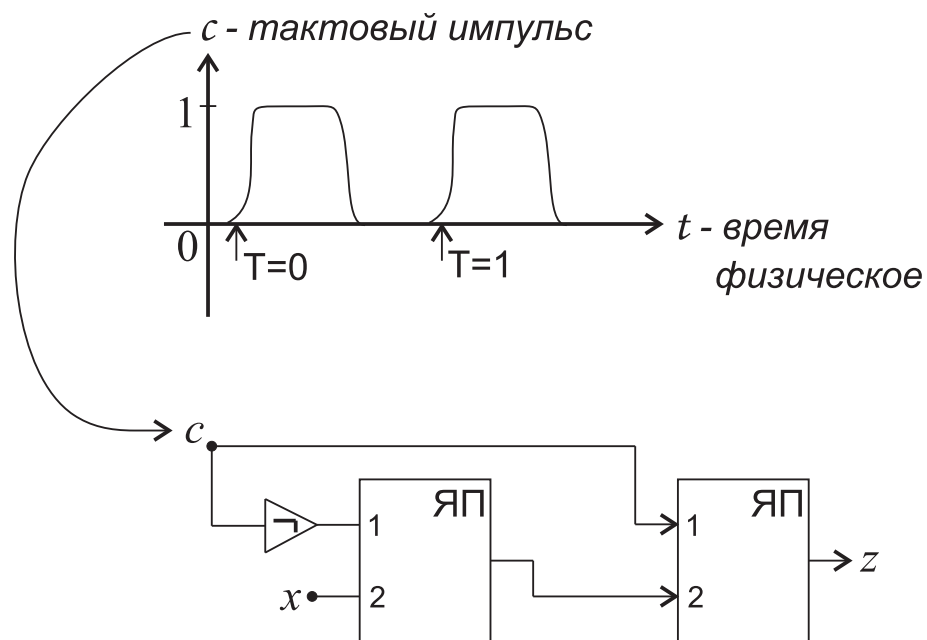 c - тактовый импульс
1
0
T=0
T=1
t - время
физическое
c
¬
1
ЯП
x
2
1
ЯП
2
z